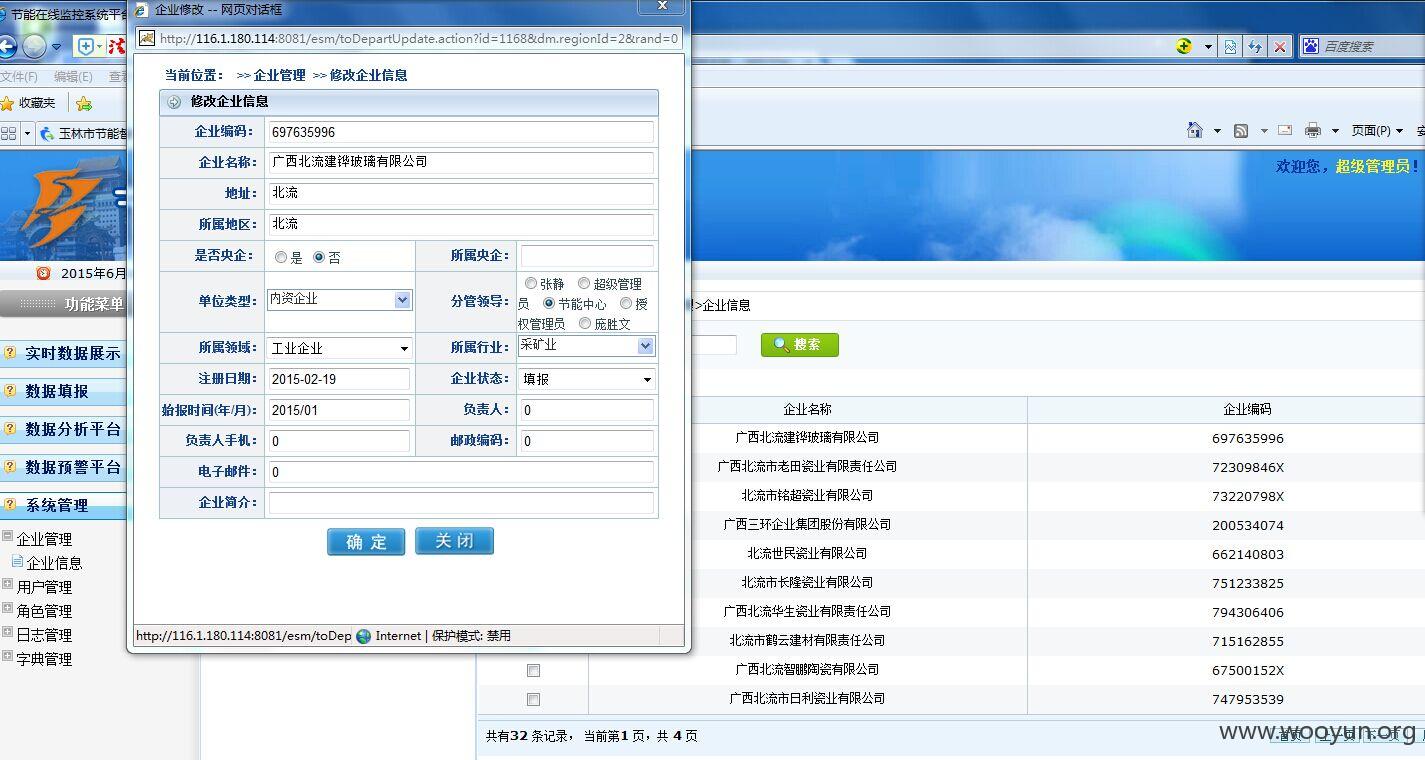 节能在线监控系统平台
企业修改 -- 网页对话框
http://116.1.180.114:8081/esm/toDepartUpdate.action?id=1168&dn.regionId=2&rand=0
百度搜索
文件(F) 编辑(E) 查看
收藏夹
玉林市节能
页面(P)
欢迎您，超级管理员！
2015年6月
功能菜单
实时数据展示
数据填报
数据分析平台
数据预警平台
系统管理
企业管理
企业信息
用户管理
角色管理
日志管理
字典管理
当前位置： >>企业管理 >>修改企业信息
修改企业信息
企业编码： 697635996
企业名称： 广西北流建铧玻璃有限公司
地址： 北流
所属地区： 北流
是否央企： 是 否 所属央企：
单位类型： 内资企业 分管领导： 张静 超级管理员 节能中心 授权管理员 庞胜文
所属领域： 工业企业 所属行业： 采矿业
注册日期： 2015-02-19 企业状态： 填报
始报时间(年/月)： 2015/01 负责人： 0
负责人手机： 0 邮政编码： 0
电子邮件： 0
企业简介：
确 定 关 闭
http://116.1.180.114:8081/esm/toDep Internet | 保护模式: 禁用
>企业信息
搜索
企业名称 企业编码
广西北流建铧玻璃有限公司 697635996
广西北流市老田瓷业有限责任公司 72309846X
北流市铭超瓷业有限公司 73220798X
广西三环企业集团股份有限公司 200534074
北流世民瓷业有限公司 662140803
北流市长隆瓷业有限公司 751233825
广西北流华生瓷业有限责任公司 794306406
北流市鹤云建材有限责任公司 715162855
广西北流智鹏陶瓷有限公司 67500152X
广西北流市日利瓷业有限公司 747953539
共有32 条记录， 当前第1 页，共 4 页
首页 上一页 下一页
www.wooyun.org